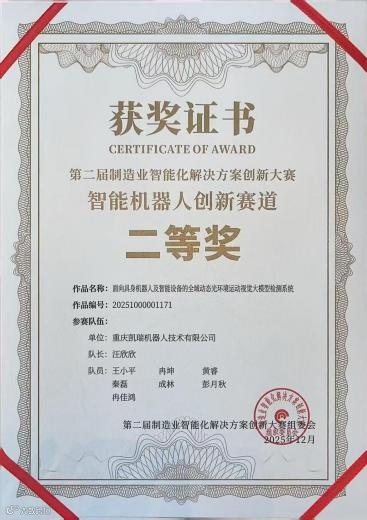 获奖证书
CERTIFICATE OF AWARD
第二届制造业智能化解决方案创新大赛
智能机器人创新赛道
二等奖
作品名称：面向具身机器人及智能设备的全域动态光环境运动视觉大模型检测系统
作品编号：20251000001171
参赛队伍：
单位：重庆凯瑞机器人技术有限公司
队长：汪欣欣
队员：王小平 冉坤 黄睿
秦磊 成林 彭月秋
冉佳鸿
第二届制造业智能化解决方案创新大赛组委会
2025年12月